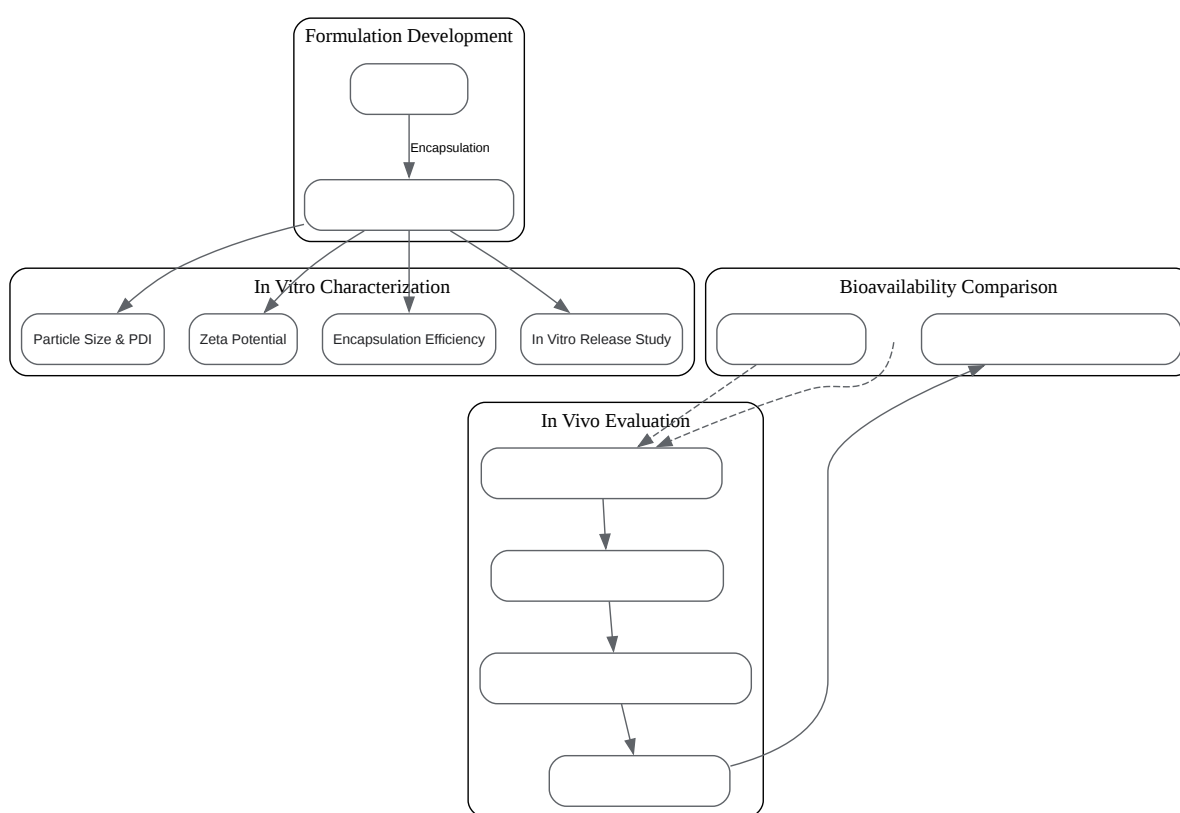 Formulation Development
Encapsulation
In Vitro Characterization
Bioavailability Comparison
Particle Size & PDI
Zeta Potential
Encapsulation Efficiency
In Vitro Release Study
In Vivo Evaluation